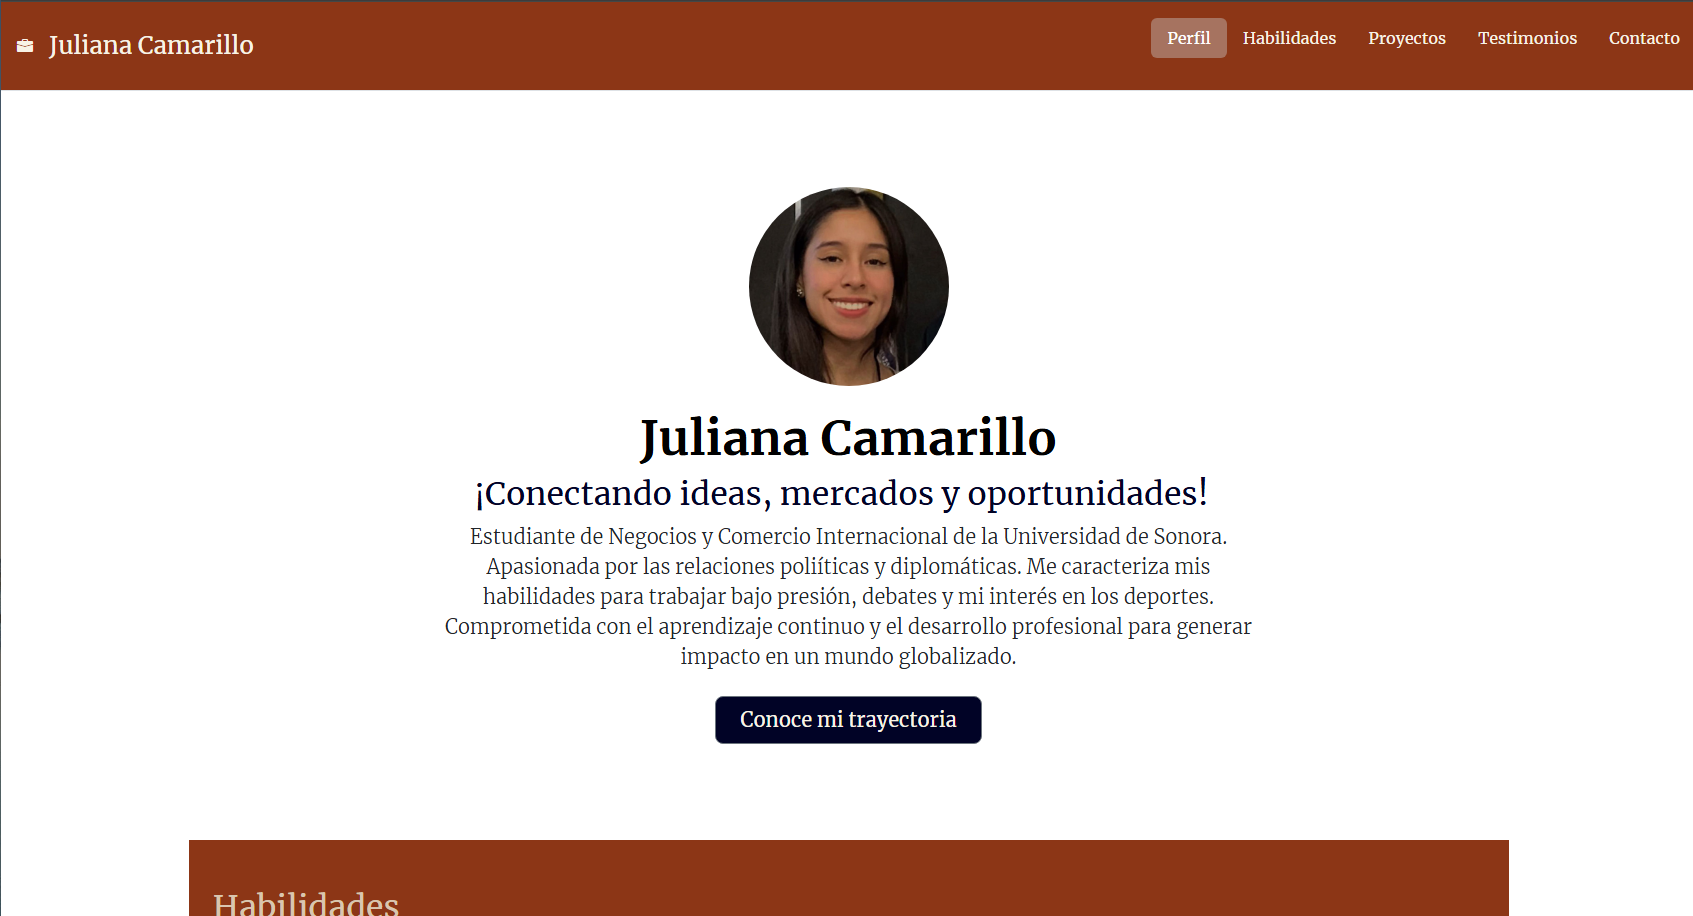 Juliana Camarillo
Perfil
Habilidades
Proyectos
Testimonios
Contacto
Juliana Camarillo
¡Conectando ideas, mercados y oportunidades!
Estudiante de Negocios y Comercio Internacional de la Universidad de Sonora.
Apasionada por las relaciones poliíticas y diplomáticas. Me caracteriza mis
habilidades para trabajar bajo presión, debates y mi interés en los deportes.
Comprometida con el aprendizaje continuo y el desarrollo profesional para generar
impacto en un mundo globalizado.
Conoce mi trayectoria
Habilidades